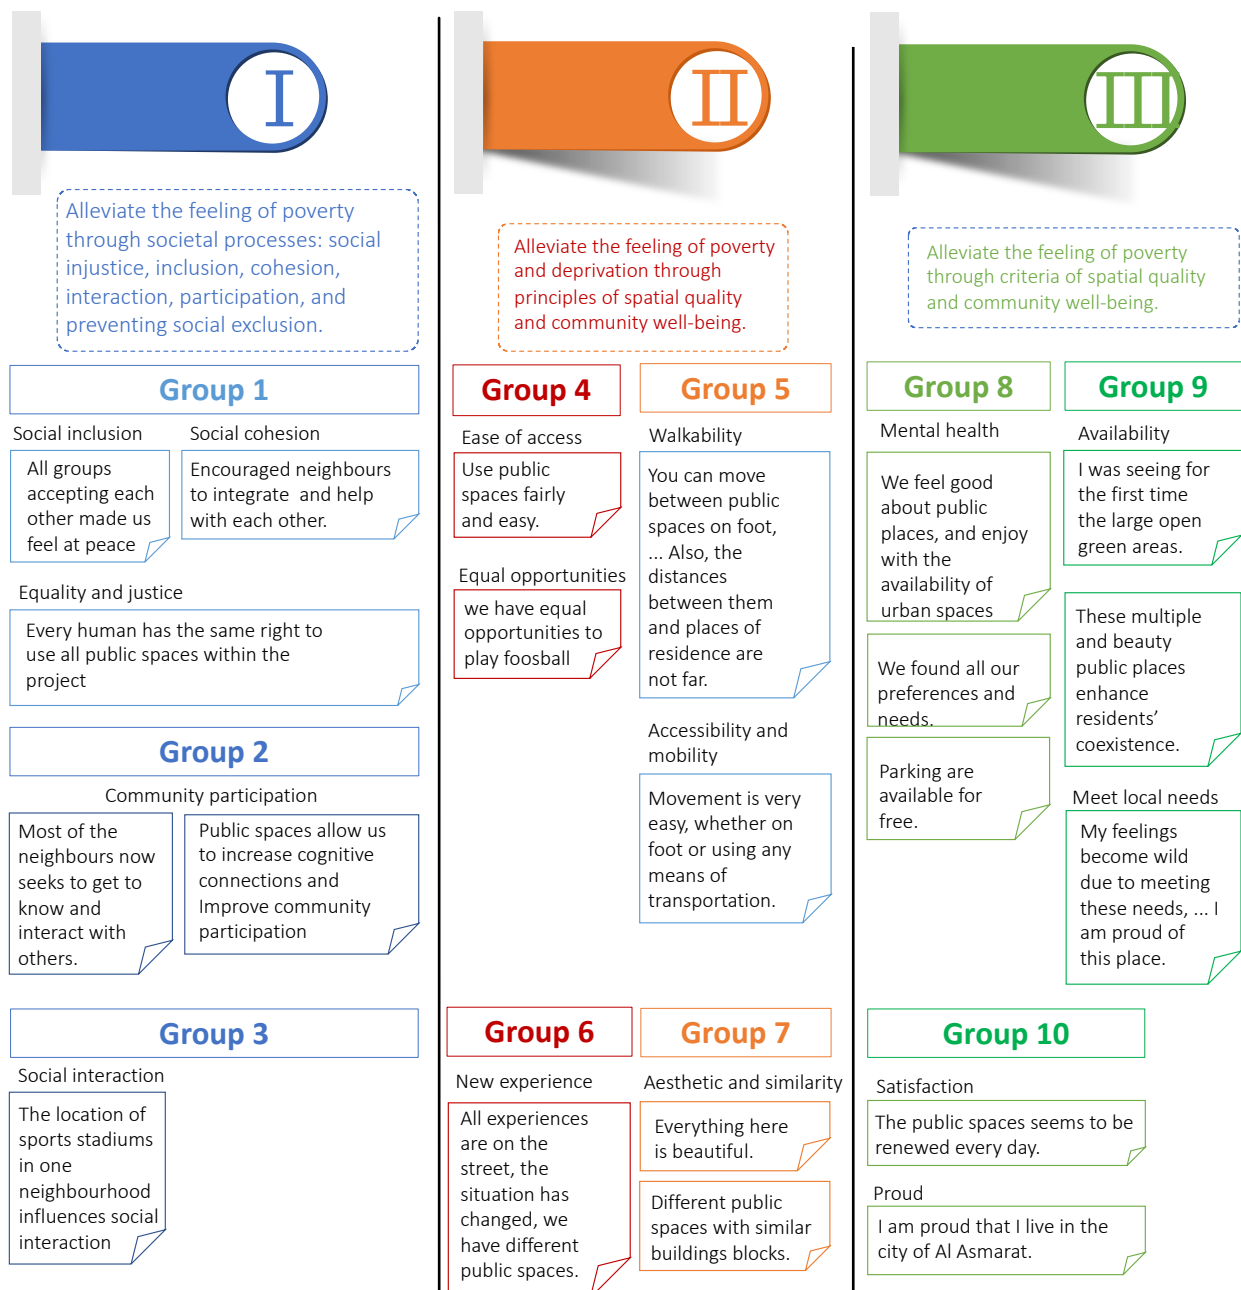 I
Alleviate the feeling of poverty
through societal processes: social
injustice, inclusion, cohesion,
interaction, participation, and
preventing social exclusion.
Group 1
Social inclusion
All groups
accepting each
other made us
feel at peace
Social cohesion
Encouraged neighbours
to integrate and help
with each other.
Equality and justice
Every human has the same right to
use all public spaces within the
project
Group 2
Community participation
Most of the
neighbours now
seeks to get to
know and
interact with
others.
Public spaces allow us
to increase cognitive
connections and
Improve community
participation
Group 3
Social interaction
The location of
sports stadiums
in one
neighbourhood
influences social
interaction
II
Alleviate the feeling of poverty
and deprivation through
principles of spatial quality
and community well-being.
Group 4
Ease of access
Use public
spaces fairly
and easy.
Equal opportunities
we have equal
opportunities to
play foosball
Group 5
Walkability
You can move
between public
spaces on foot,
... Also, the
distances
between them
and places of
residence are
not far.
Accessibility and
mobility
Movement is very
easy, whether on
foot or using any
means of
transportation.
Group 6
New experience
All experiences
are on the
street, the
situation has
changed, we
have different
public spaces.
Group 7
Aesthetic and similarity
Everything here
is beautiful.
Different public
spaces with similar
buildings blocks.
III
Alleviate the feeling of poverty
through criteria of spatial quality
and community well-being.
Group 8
Mental health
We feel good
about public
places, and enjoy
with the
availability of
urban spaces
We found all our
preferences and
needs.
Parking are
available for
free.
Group 9
Availability
I was seeing for
the first time
the large open
green areas.
These multiple
and beauty
public places
enhance
residents’
coexistence.
Meet local needs
My feelings
become wild
due to meeting
these needs, ... I
am proud of
this place.
Group 10
Satisfaction
The public spaces seems to be
renewed every day.
Proud
I am proud that I live in the
city of Al Asmarat.